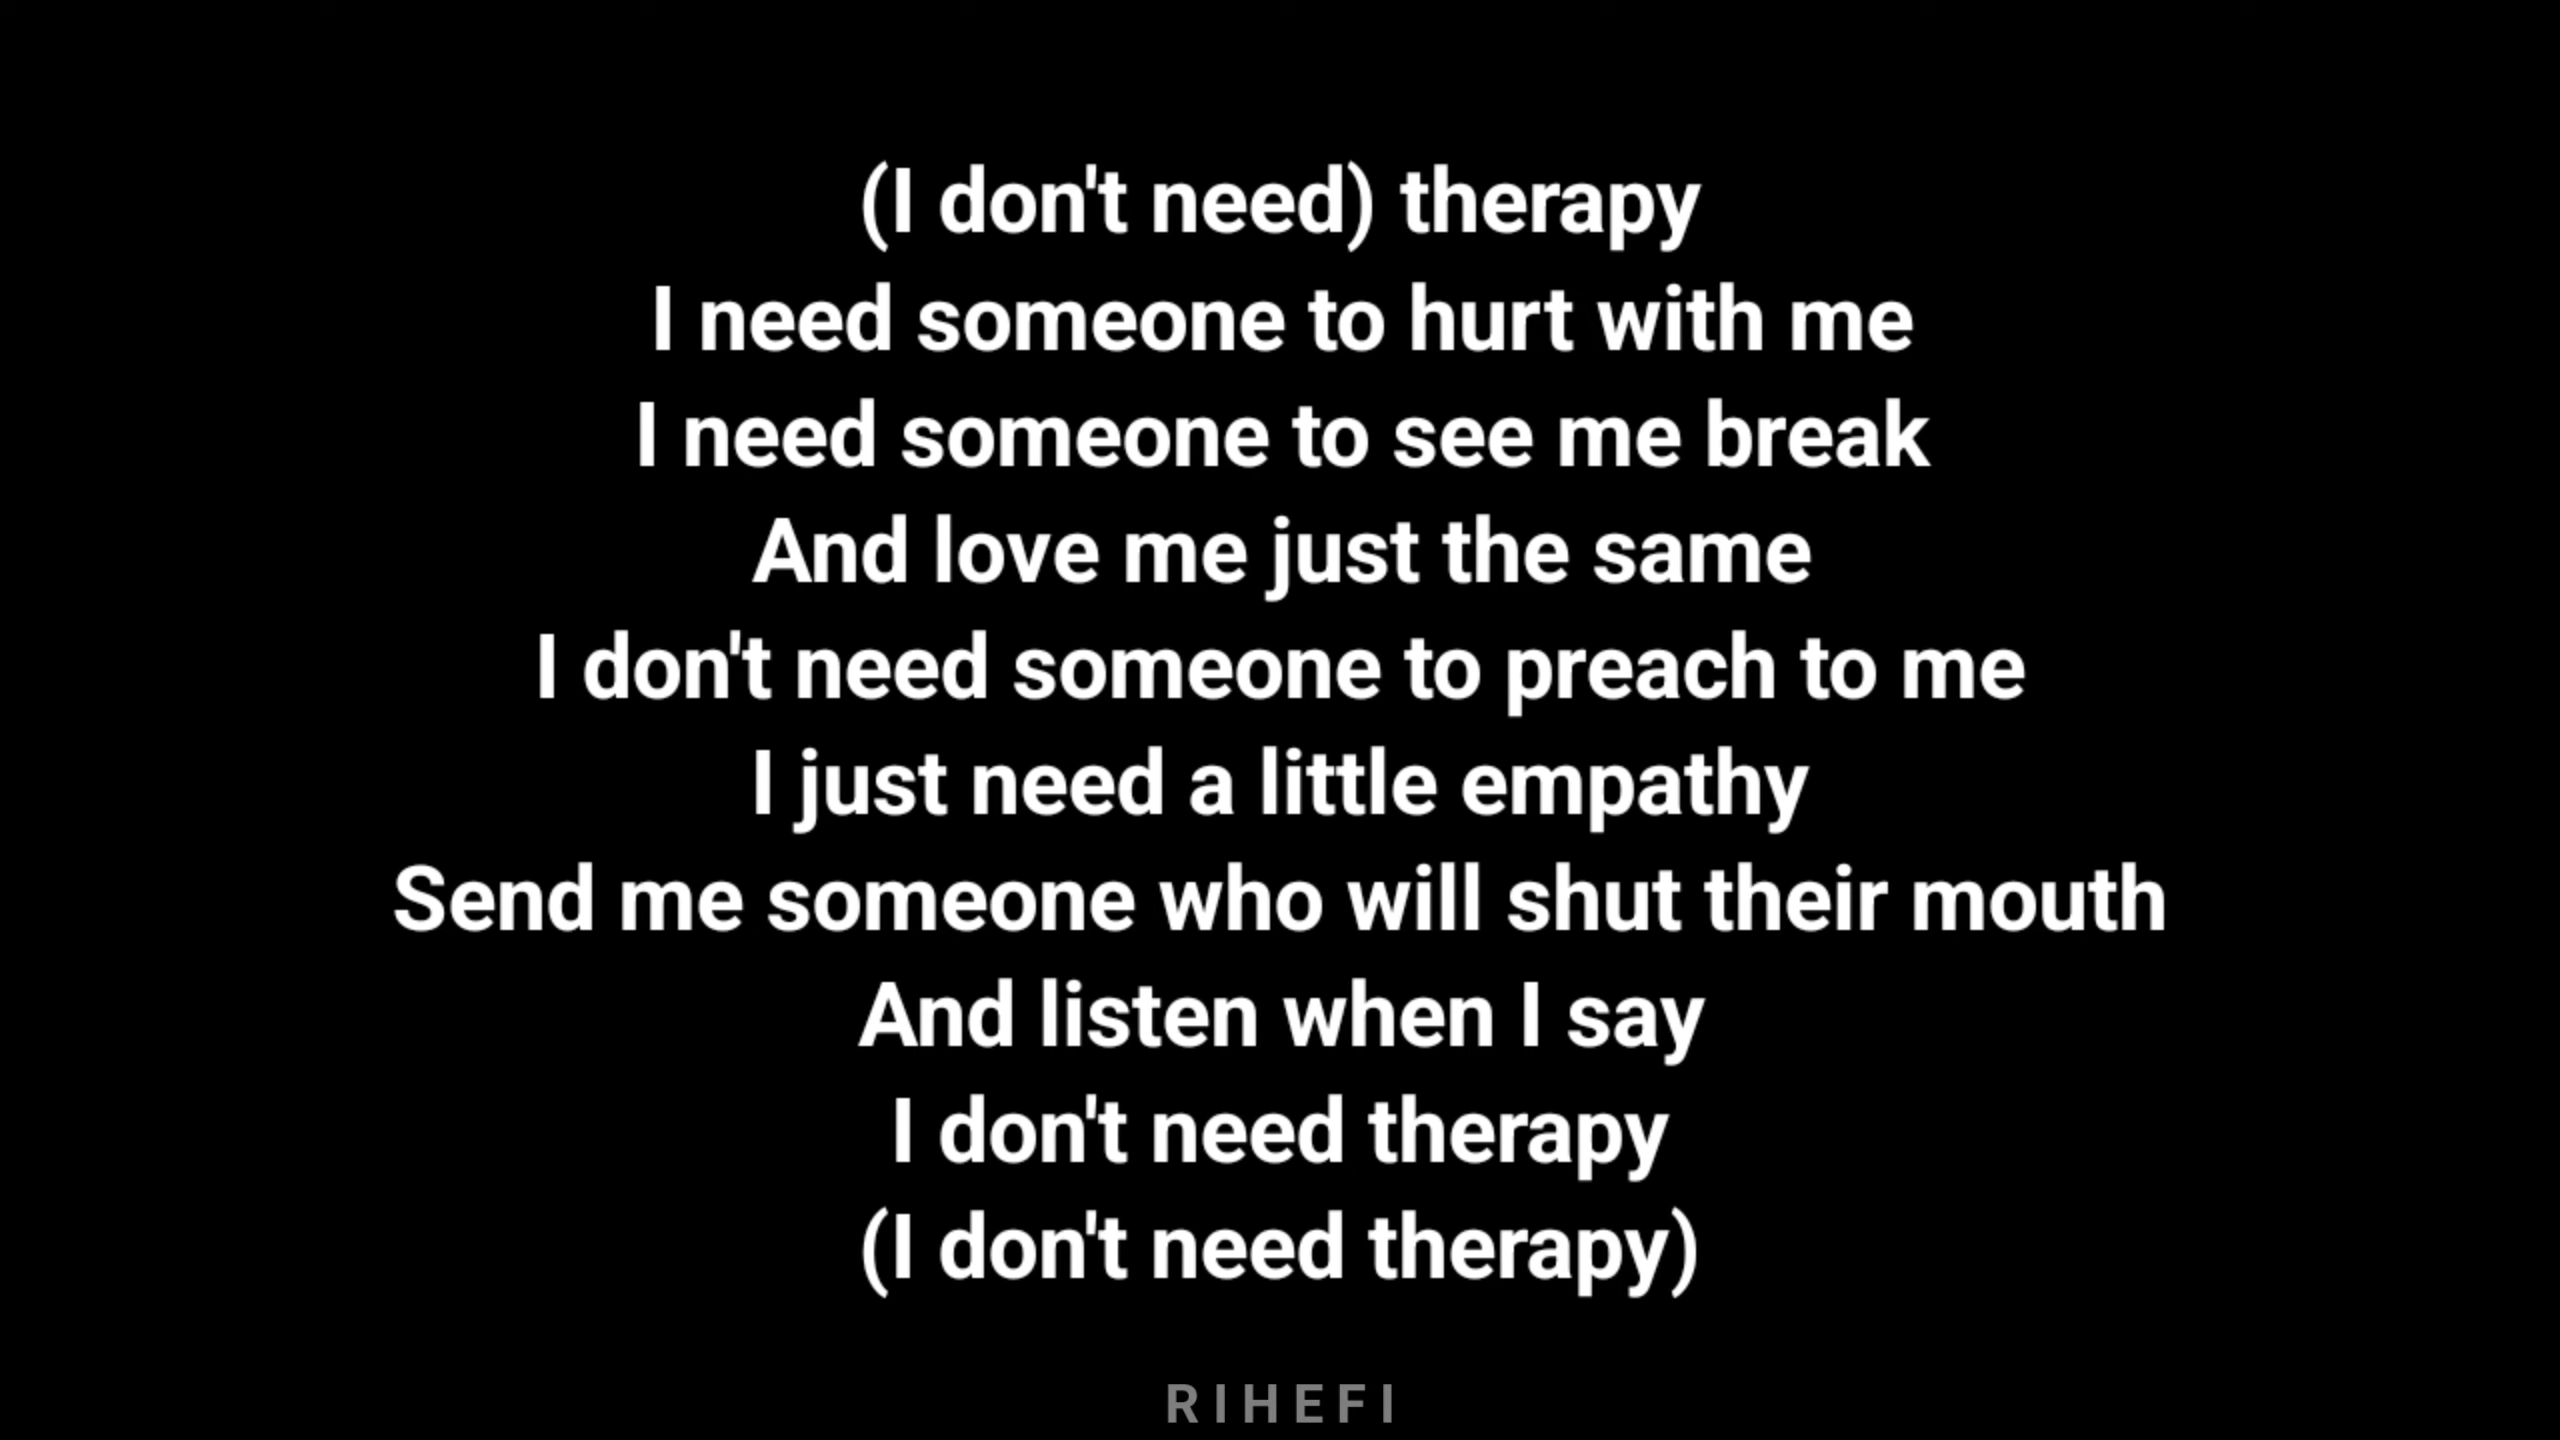 (I don't need) therapy
I need someone to hurt with me
I need someone to see me break
And love me just the same
I don't need someone to preach to me
I just need a little empathy
Send me someone who will shut their mouth
And listen when I say
I don't need therapy
(I don't need therapy)
RIHEFI